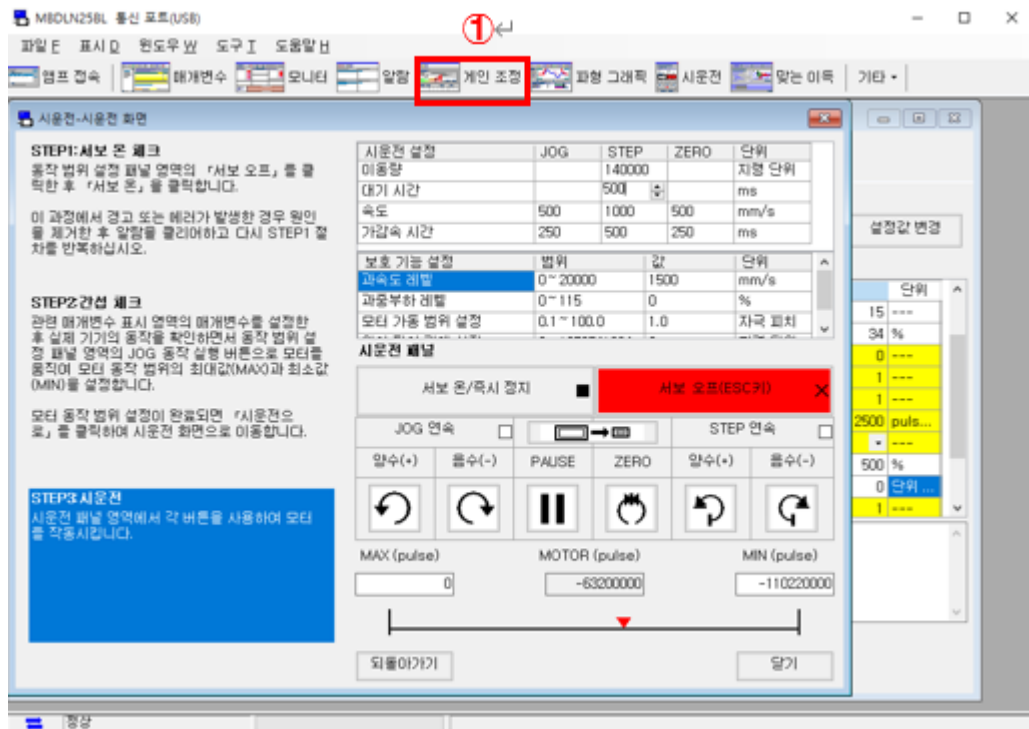 MBDLN25BL 통신 포트(USB)
①
파일 F 표시 D 윈도우 W 도구 T 도움말 H
앰프 접속 매개변수 모니터 알람 게인 조정 파형 그래픽 시운전 맞는 이득 기타
시운전-시운전 화면
STEP1:서보 온 체크
동작 범위 설정 패널 영역의 「서보 오프」를 클
릭한 후 「서보 온」을 클릭합니다.
이 과정에서 경고 또는 에러가 발생한 경우 원인
을 제거한 후 알람을 클리어하고 다시 STEP1 절
차를 반복하십시오.
STEP2:간섭 체크
관련 매개변수 표시 영역의 매개변수를 설정한
후 실제 기기의 동작을 확인하면서 동작 범위 설
정 패널 영역의 JOG 동작 실행 버튼으로 모터를
움직여 모터 동작 범위의 최대값(MAX)과 최소값
(MIN)을 설정합니다.
모터 동작 범위 설정이 완료되면 「시운전으
로」를 클릭하여 시운전 화면으로 이동합니다.
STEP3:시운전
시운전 패널 영역에서 각 버튼을 사용하여 모터
를 작동시킵니다.
시운전 설정 JOG STEP ZERO 단위
이동량 140000 지령 단위
대기 시간 500 ms
속도 500 1000 500 mm/s
가감속 시간 250 500 250 ms
보호 기능 설정 범위 값 단위
과속도 레벨 0~20000 1500 mm/s
과중부하 레벨 0~115 0 %
모터 가동 범위 설정 0.1~100.0 1.0 자극 피치
시운전 패널
서보 온/즉시 정지 서보 오프(ESC키)
JOG 연속 STEP 연속
양수(+) 음수(-) PAUSE ZERO 양수(+) 음수(-)
MAX (pulse) MOTOR (pulse) MIN (pulse)
0 -63200000 -110220000
되돌아가기 닫기
설정값 변경
단위
15 ---
34 %
0 ---
1 ---
1 ---
2500 puls...
---
500 %
0 단위 ...
1 ---
정상